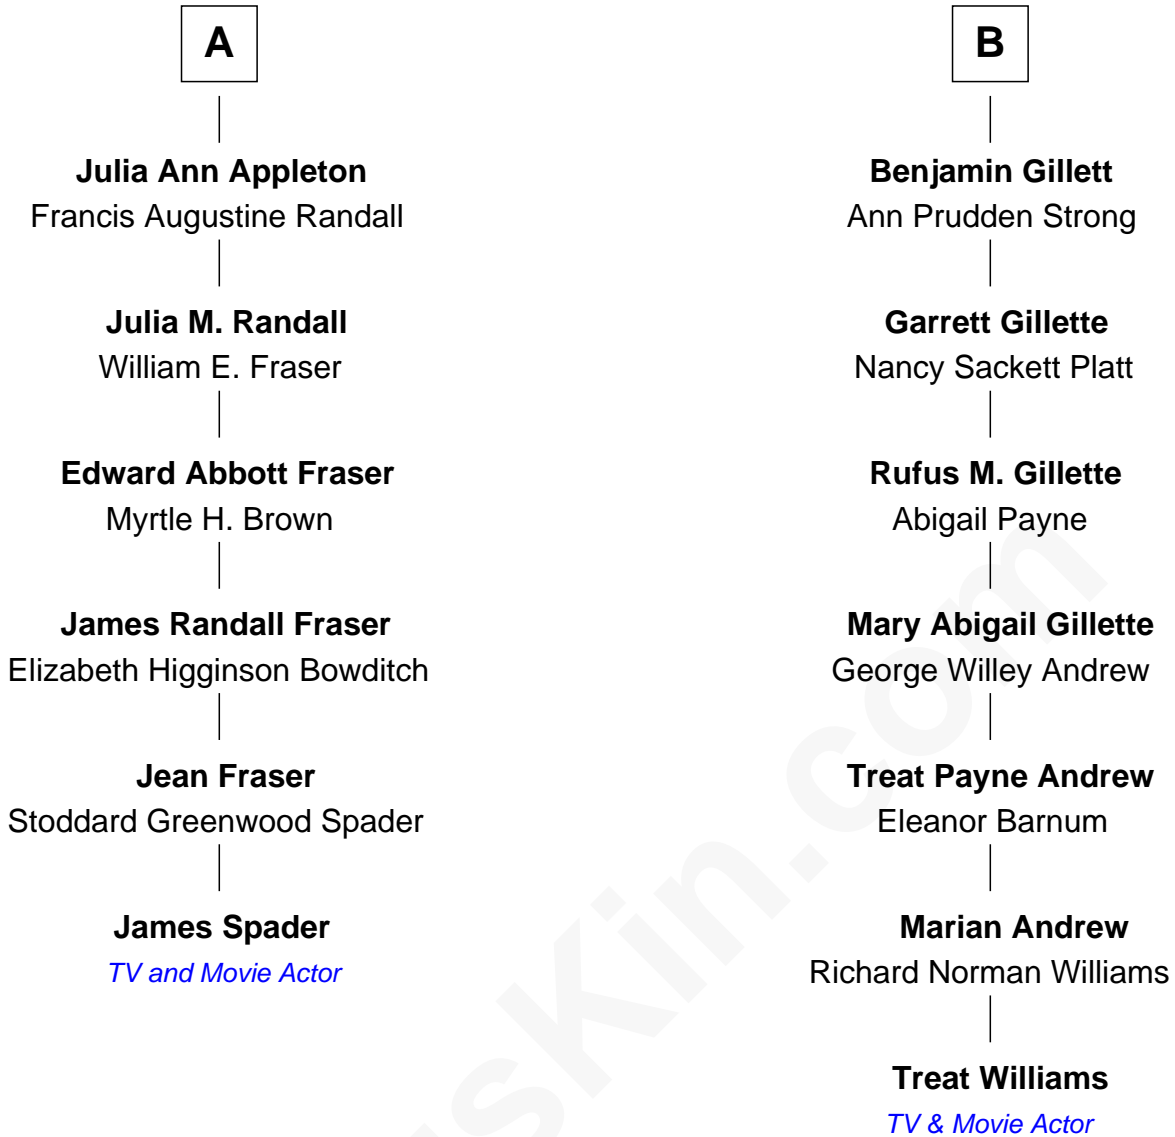 A
Julia Ann Appleton
Francis Augustine Randall
Julia M. Randall
William E. Fraser
Edward Abbott Fraser
Myrtle H. Brown
James Randall Fraser
Elizabeth Higginson Bowditch
Jean Fraser
Stoddard Greenwood Spader
James Spader
TV and Movie Actor
B
Benjamin Gillett
Ann Prudden Strong
Garrett Gillette
Nancy Sackett Platt
Rufus M. Gillette
Abigail Payne
Mary Abigail Gillette
George Willey Andrew
Treat Payne Andrew
Eleanor Barnum
Marian Andrew
Richard Norman Williams
Treat Williams
TV & Movie Actor
usKin.com